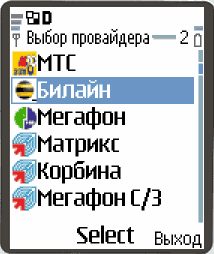 D
Выбор провайдера 2
МТС
Билайн
Мегафон
Матрикс
Корбина
Мегафон С/З
Select Выход